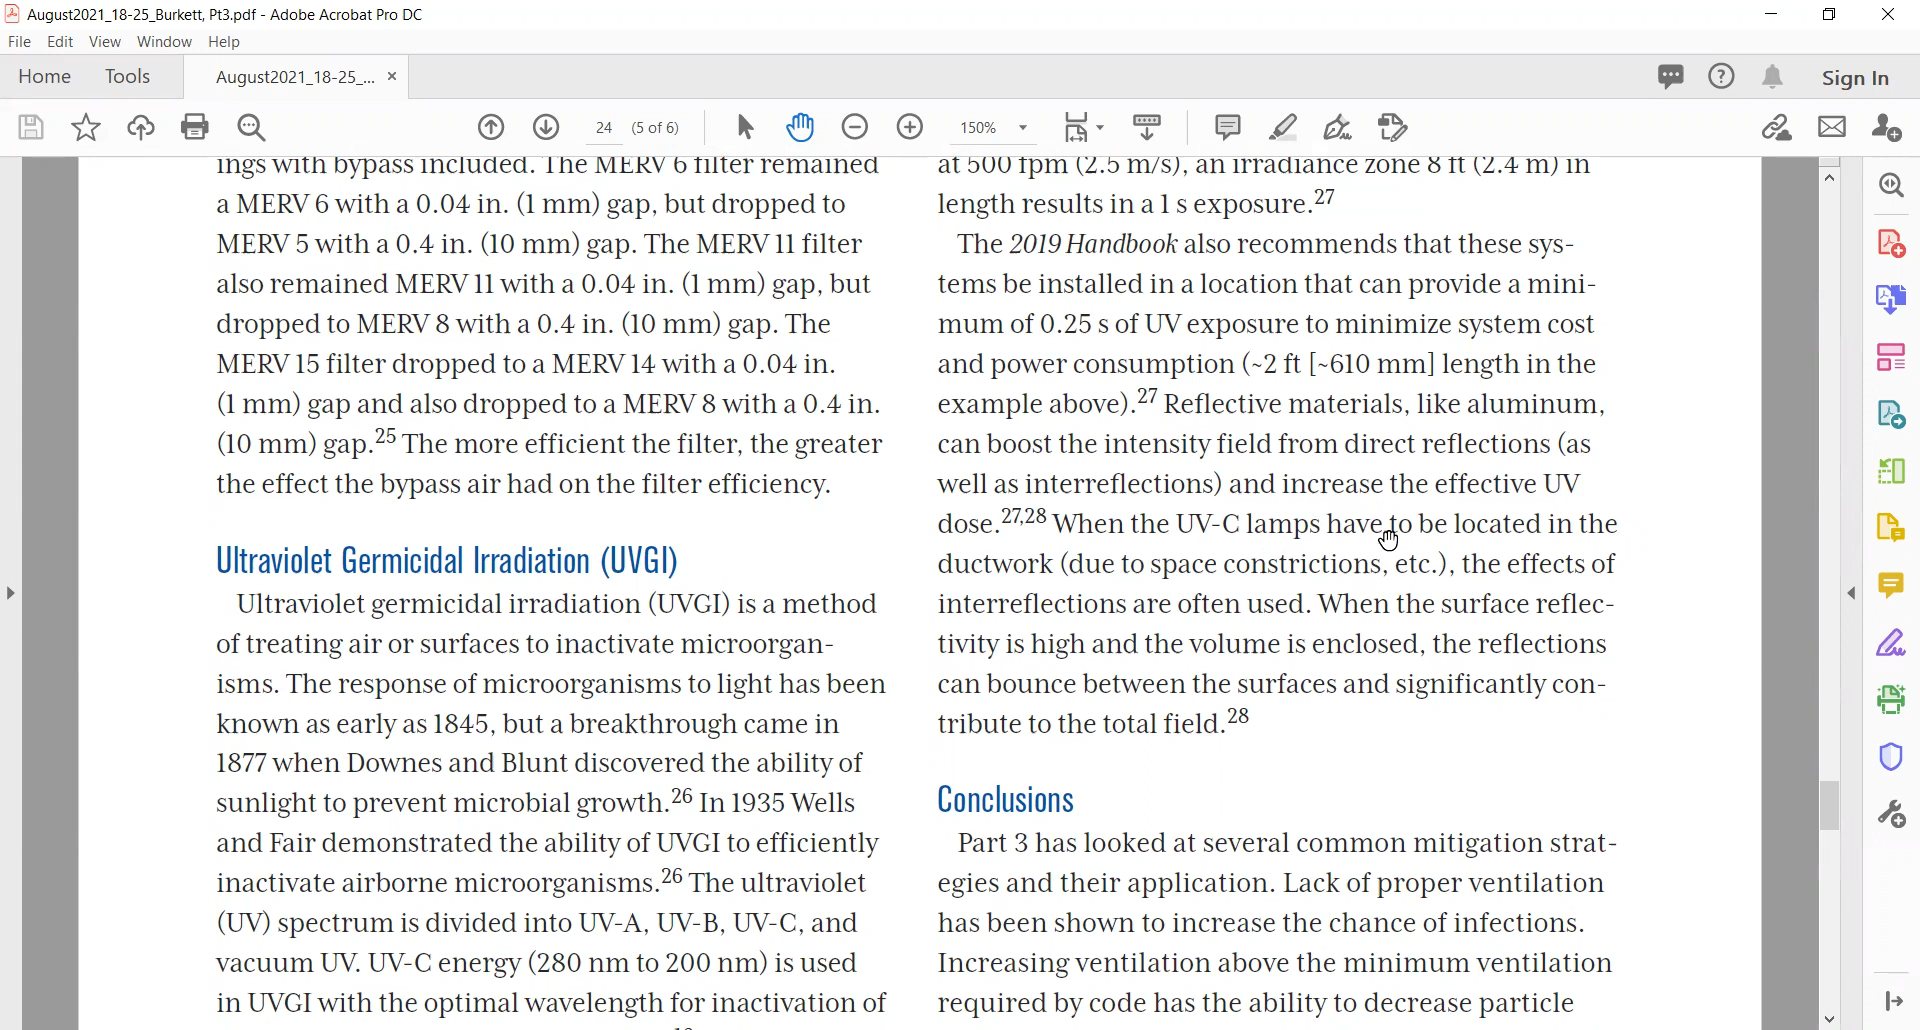 August2021_18-25_Burkett, Pt3.pdf - Adobe Acrobat Pro DC
File Edit View Window Help
Home Tools August2021_18-25_... × Sign In
24 (5 of 6) 150%
ings with bypass included. The MERV 6 filter remained
a MERV 6 with a 0.04 in. (1 mm) gap, but dropped to
MERV 5 with a 0.4 in. (10 mm) gap. The MERV 11 filter
also remained MERV 11 with a 0.04 in. (1 mm) gap, but
dropped to MERV 8 with a 0.4 in. (10 mm) gap. The
MERV 15 filter dropped to a MERV 14 with a 0.04 in.
(1 mm) gap and also dropped to a MERV 8 with a 0.4 in.
(10 mm) gap.25 The more efficient the filter, the greater
the effect the bypass air had on the filter efficiency.
Ultraviolet Germicidal Irradiation (UVGI)
Ultraviolet germicidal irradiation (UVGI) is a method
of treating air or surfaces to inactivate microorgan-
isms. The response of microorganisms to light has been
known as early as 1845, but a breakthrough came in
1877 when Downes and Blunt discovered the ability of
sunlight to prevent microbial growth.26 In 1935 Wells
and Fair demonstrated the ability of UVGI to efficiently
inactivate airborne microorganisms.26 The ultraviolet
(UV) spectrum is divided into UV-A, UV-B, UV-C, and
vacuum UV. UV-C energy (280 nm to 200 nm) is used
in UVGI with the optimal wavelength for inactivation of
at 500 fpm (2.5 m/s), an irradiance zone 8 ft (2.4 m) in
length results in a 1 s exposure.27
The 2019 Handbook also recommends that these sys-
tems be installed in a location that can provide a mini-
mum of 0.25 s of UV exposure to minimize system cost
and power consumption (~2 ft [~610 mm] length in the
example above).27 Reflective materials, like aluminum,
can boost the intensity field from direct reflections (as
well as interreflections) and increase the effective UV
dose.27,28 When the UV-C lamps have to be located in the
ductwork (due to space constrictions, etc.), the effects of
interreflections are often used. When the surface reflec-
tivity is high and the volume is enclosed, the reflections
can bounce between the surfaces and significantly con-
tribute to the total field.28
Conclusions
Part 3 has looked at several common mitigation strat-
egies and their application. Lack of proper ventilation
has been shown to increase the chance of infections.
Increasing ventilation above the minimum ventilation
required by code has the ability to decrease particle